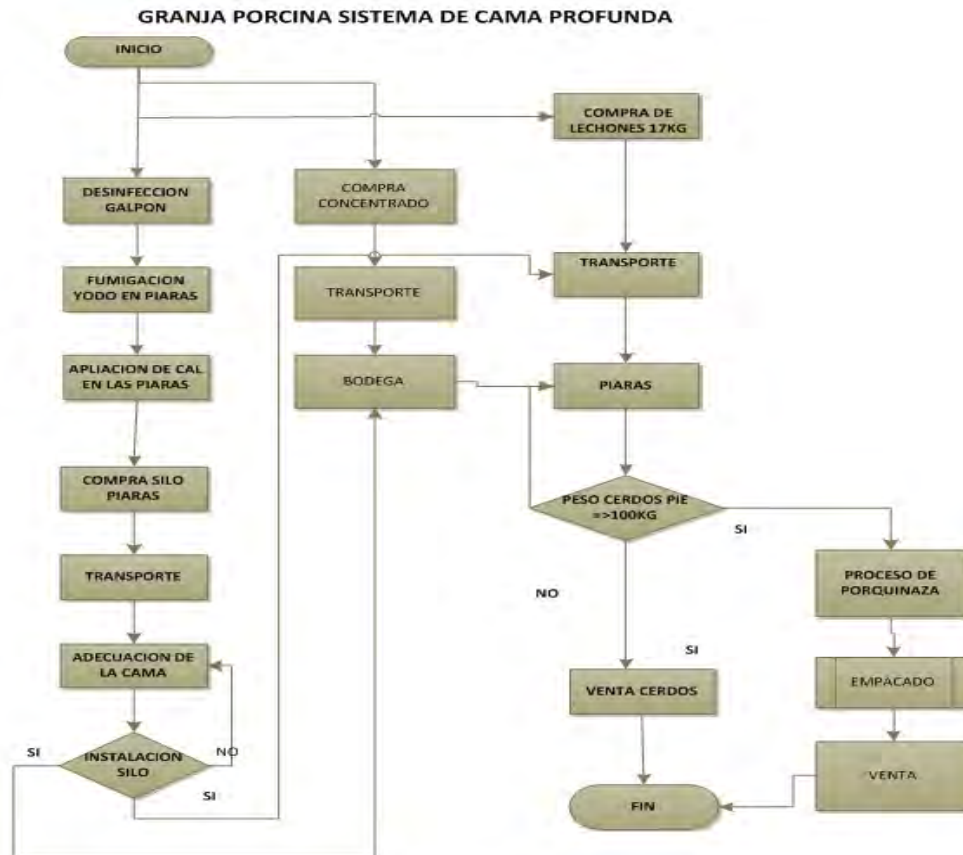 GRANJA PORCINA SISTEMA DE CAMA PROFUNDA
INICIO
COMPRA DE
LECHONES 17KG
DESINFECCION
GALPON
COMPRA
CONCENTRADO
FUMIGACION
YODO EN PIARAS
TRANSPORTE
TRANSPORTE
APLIACION DE CAL
EN LAS PIARAS
BODEGA
PIARAS
COMPRA SILO
PIARAS
PESO CERDOS PIE
=>100KG
SI
TRANSPORTE
PROCESO DE
PORQUINAZA
NO
ADECUACION DE
LA CAMA
SI
VENTA CERDOS
EMPACADO
SI
INSTALACION
SILO
NO
SI
VENTA
FIN